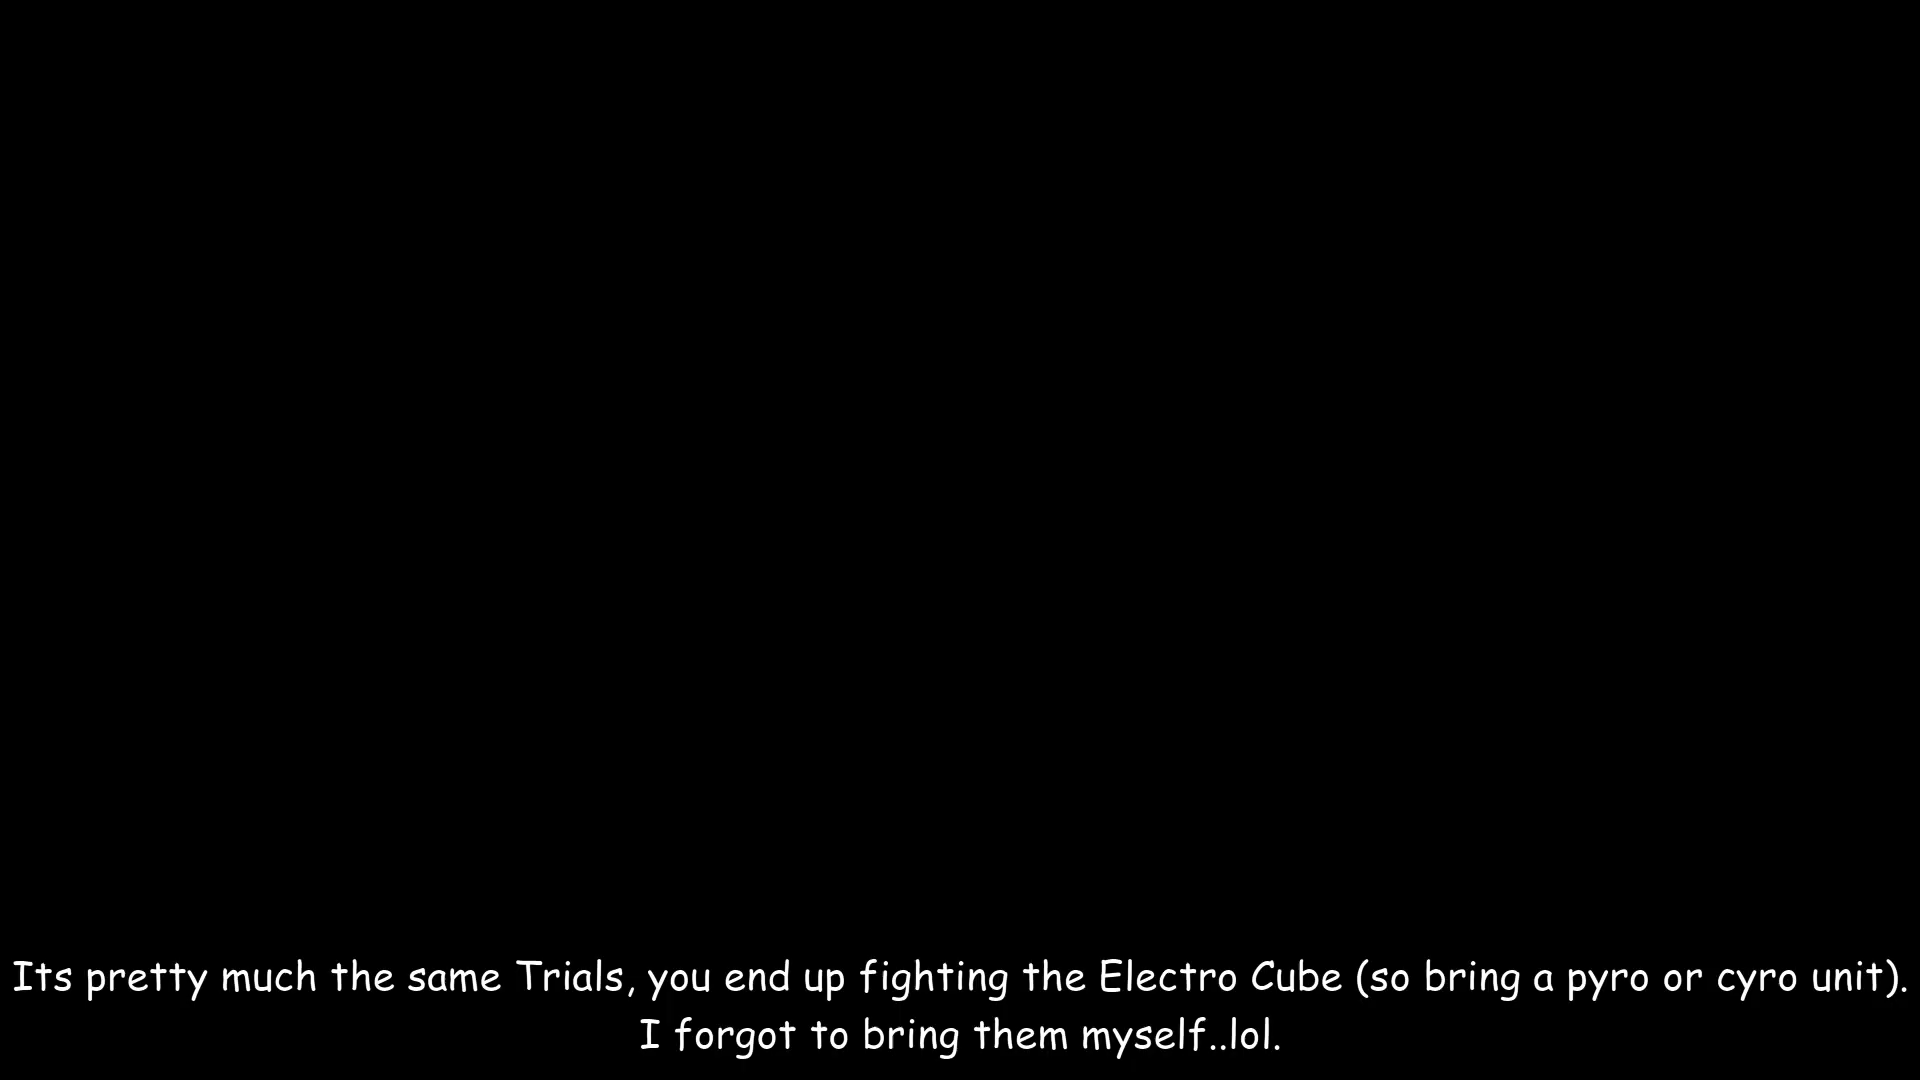 Its pretty much the same Trials, you end up fighting the Electro Cube (so bring a pyro or cyro unit).
I forgot to bring them myself..lol.